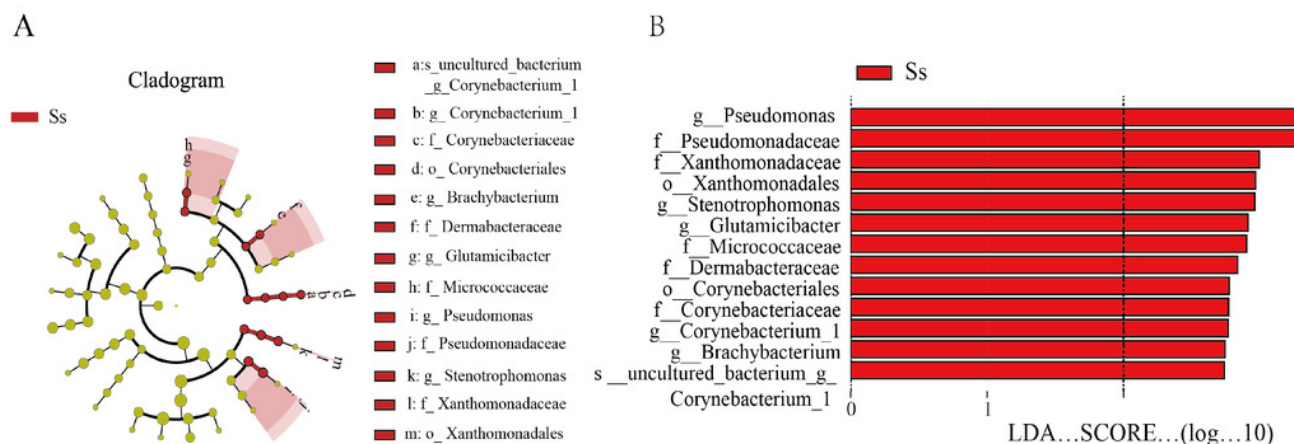 A
Cladogram
Ss
h
g
f
e
d
c
b
a
k
l
m
i
j
a:s_uncultured_bacterium
_g_Corynebacterium_1
b: g_ Corynebacterium_1
c: f_ Corynebacteriaceae
d: o_ Corynebacteriales
e: g_ Brachybacterium
f: f_ Dermabacteraceae
g: g_ Glutamicibacter
h: f_ Micrococcaceae
i: g_ Pseudomonas
j: f_ Pseudomonadaceae
k: g_ Stenotrophomonas
l: f_ Xanthomonadaceae
m: o_ Xanthomonadales
B
Ss
g__Pseudomonas
f__Pseudomonadaceae
f__Xanthomonadaceae
o__Xanthomonadales
g__Stenotrophomonas
g__Glutamicibacter
f__Micrococcaceae
f__Dermabacteraceae
o__Corynebacteriales
f__Corynebacteriaceae
g__Corynebacterium_1
g__Brachybacterium
s __uncultured_bacterium_g_
Corynebacterium_1
0
1
LDA...SCORE...(log...10)